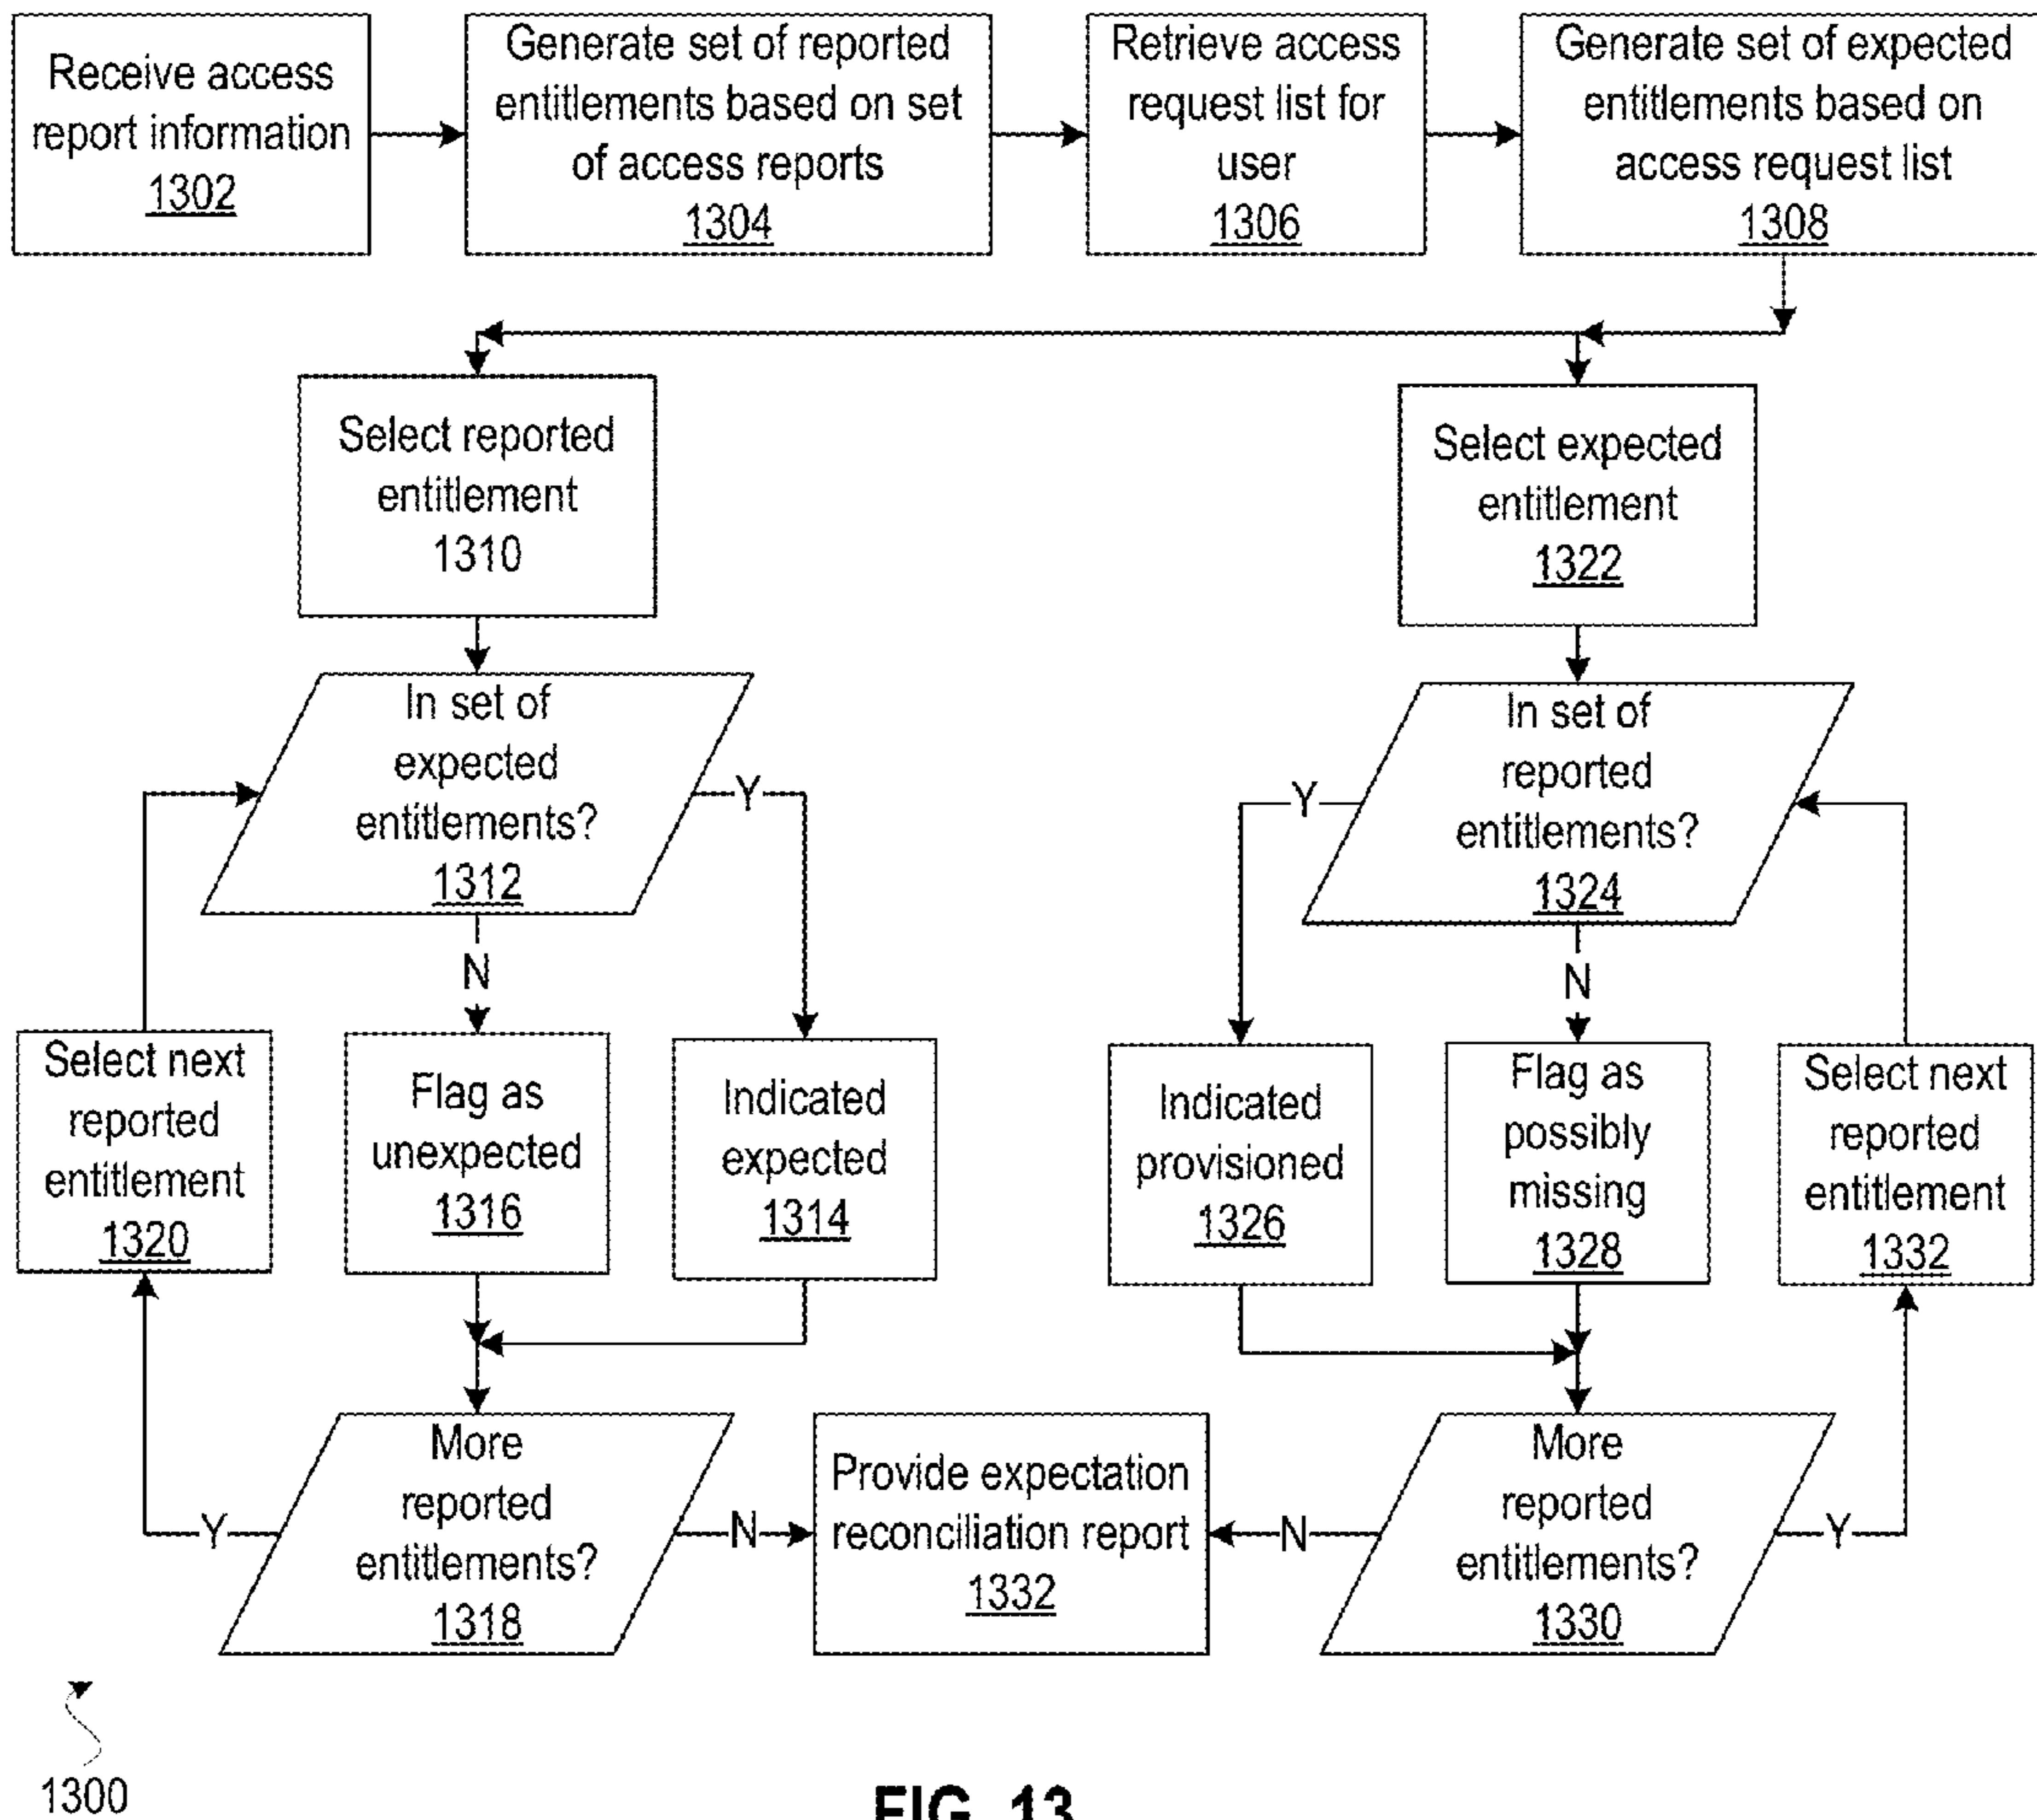 Receive access
report information
1302
Generate set of reported
entitlements based on set
of access reports
1304
Retrieve access
request list for
user
1306
Generate set of expected
entitlements based on
access request list
1308
Select reported
entitlement
1310
Select expected
entitlement
1322
In set of
expected
entitlements?
1312
Y
N
In set of
reported
entitlements?
1324
Y
N
Select next
reported
entitlement
1320
Flag as
unexpected
1316
Indicated
expected
1314
Indicated
provisioned
1326
Flag as
possibly
missing
1328
Select next
reported
entitlement
1332
More
reported
entitlements?
1318
Y
N
Provide expectation
reconciliation report
1332
More
reported
entitlements?
1330
N
Y
1300
FIG. 13